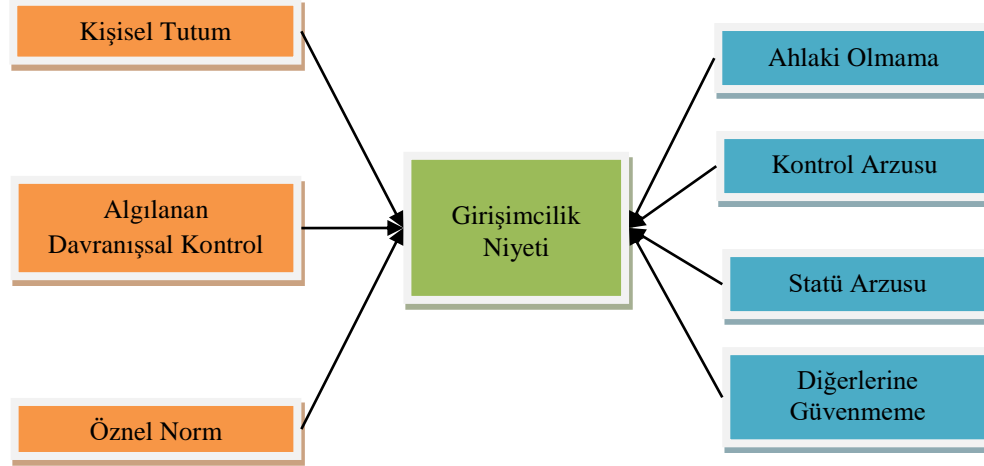 Kişisel Tutum
Algılanan
Davranışsal Kontrol
Öznel Norm
Girişimcilik
Niyeti
Ahlaki Olmama
Kontrol Arzusu
Statü Arzusu
Diğerlerine
Güvenmeme